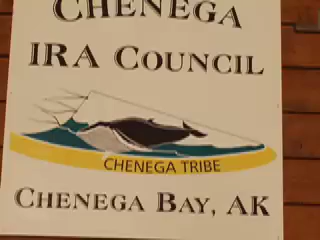 CHENEGA
IRA COUNCIL
CHENEGA TRIBE
CHENEGA BAY, AK